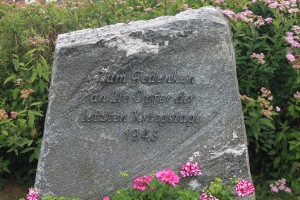 Zum Gedenken
an die Opfer der
letzten Kriegstage
1945